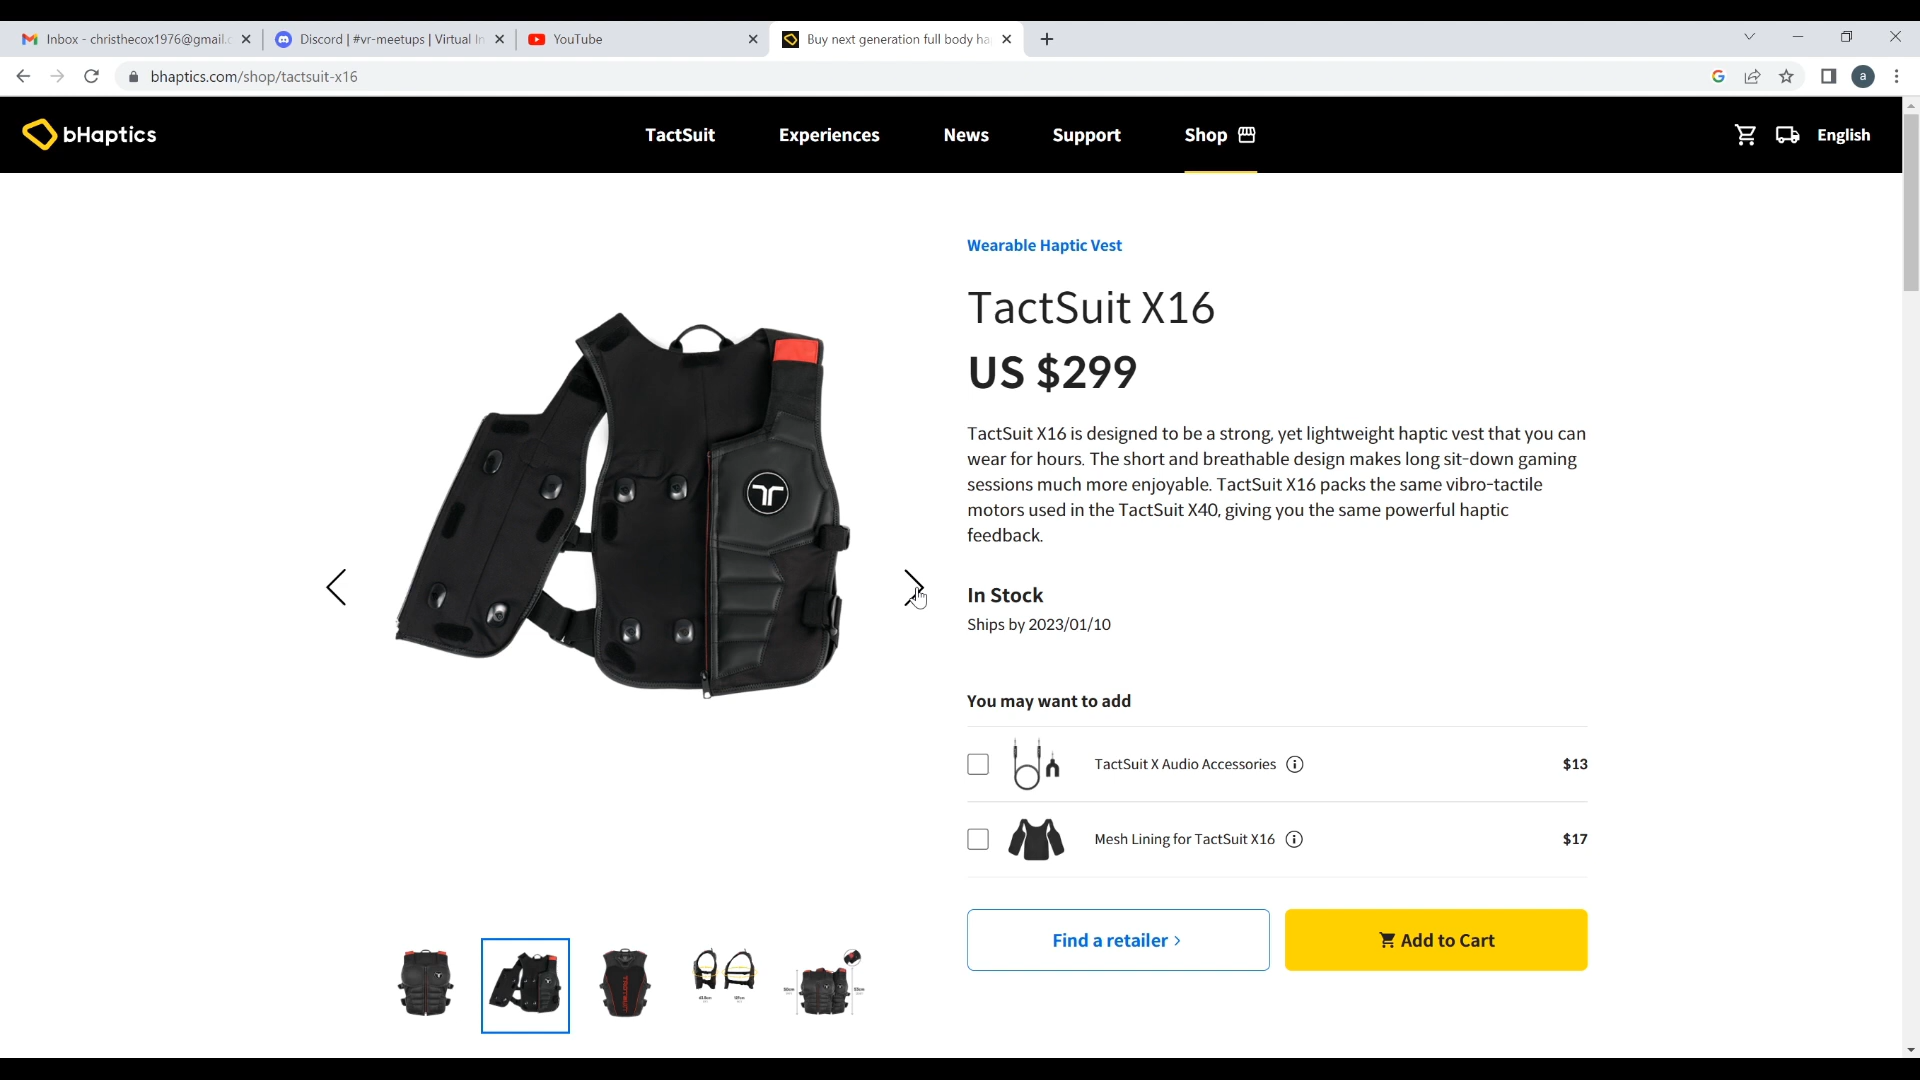 Inbox - christhecox1976@gmail.c
Discord | #vr-meetups | Virtual In
YouTube
Buy next generation full body ha
bhaptics.com/shop/tactsuit-x16
a
bHaptics
TactSuit
Experiences
News
Support
Shop
English
Wearable Haptic Vest
TactSuit X16
US $299
TactSuit X16 is designed to be a strong, yet lightweight haptic vest that you can
wear for hours. The short and breathable design makes long sit-down gaming
sessions much more enjoyable. TactSuit X16 packs the same vibro-tactile
motors used in the TactSuit X40, giving you the same powerful haptic
feedback.
In Stock
Ships by 2023/01/10
You may want to add
TactSuit X Audio Accessories
$13
Mesh Lining for TactSuit X16
$17
Find a retailer >
Add to Cart